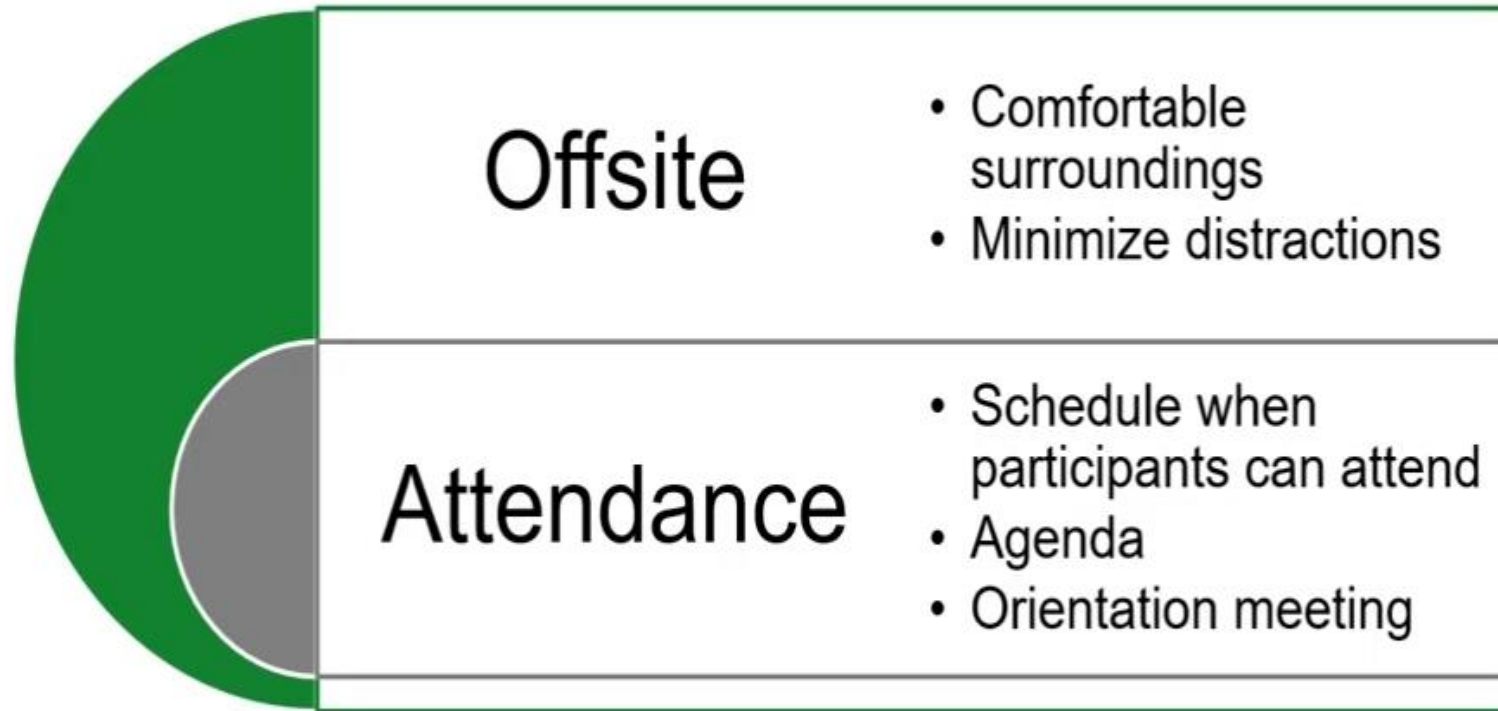 Offsite
• Comfortable
surroundings
• Minimize distractions
Attendance
• Schedule when
participants can attend
• Agenda
• Orientation meeting